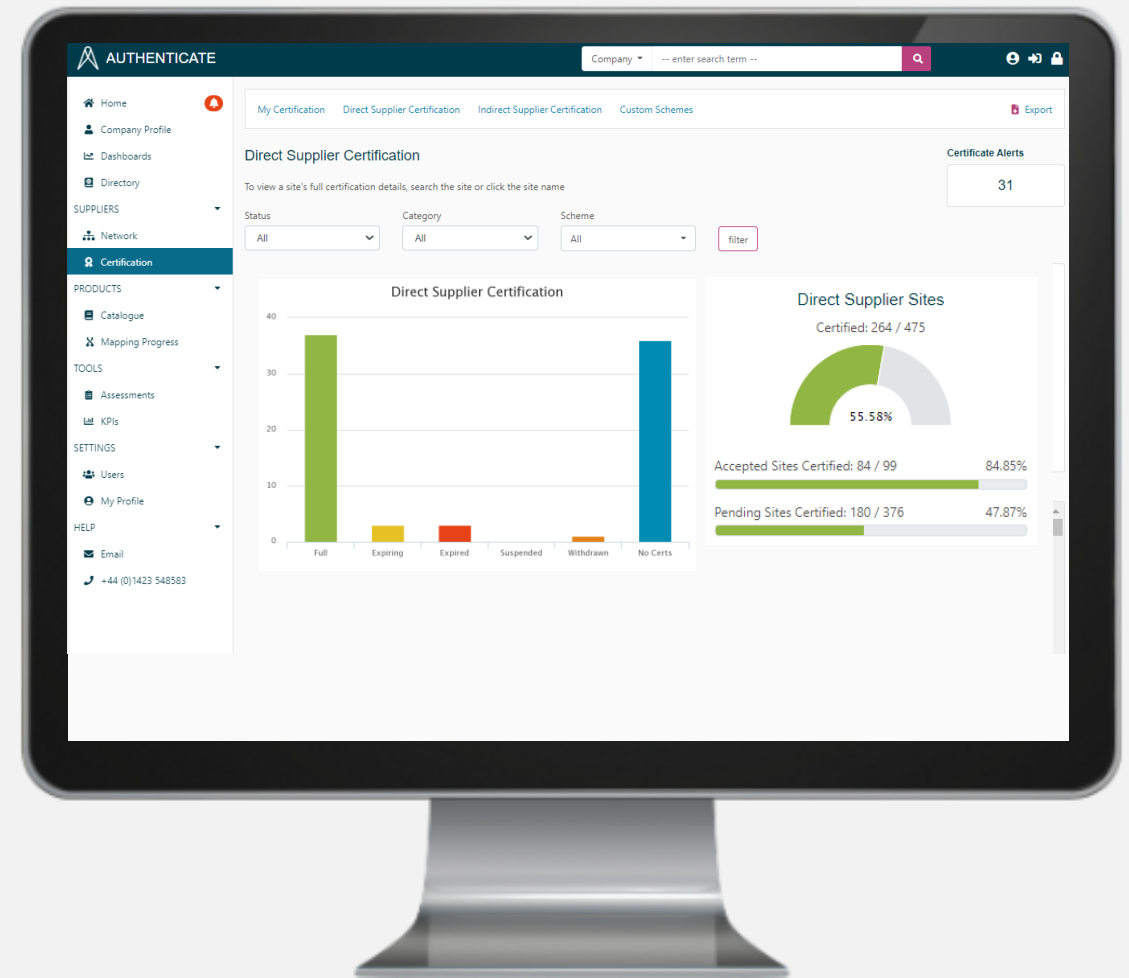 AUTHENTICATE
Company
-- enter search term --
Home
Company Profile
Dashboards
Directory
SUPPLIERS
Network
Certification
PRODUCTS
Catalogue
Mapping Progress
TOOLS
Assessments
KPIs
SETTINGS
Users
My Profile
HELP
Email
+44 (0)1423 548583
My Certification Direct Supplier Certification Indirect Supplier Certification Custom Schemes Export
Direct Supplier Certification
Certificate Alerts
31
To view a site's full certification details, search the site or click the site name
Status Category Scheme
All All All filter
Direct Supplier Certification
40
30
20
10
0
Full Expiring Expired Suspended Withdrawn No Certs
Direct Supplier Sites
Certified: 264 / 475
55.58%
Accepted Sites Certified: 84 / 99 84.85%
Pending Sites Certified: 180 / 376 47.87%